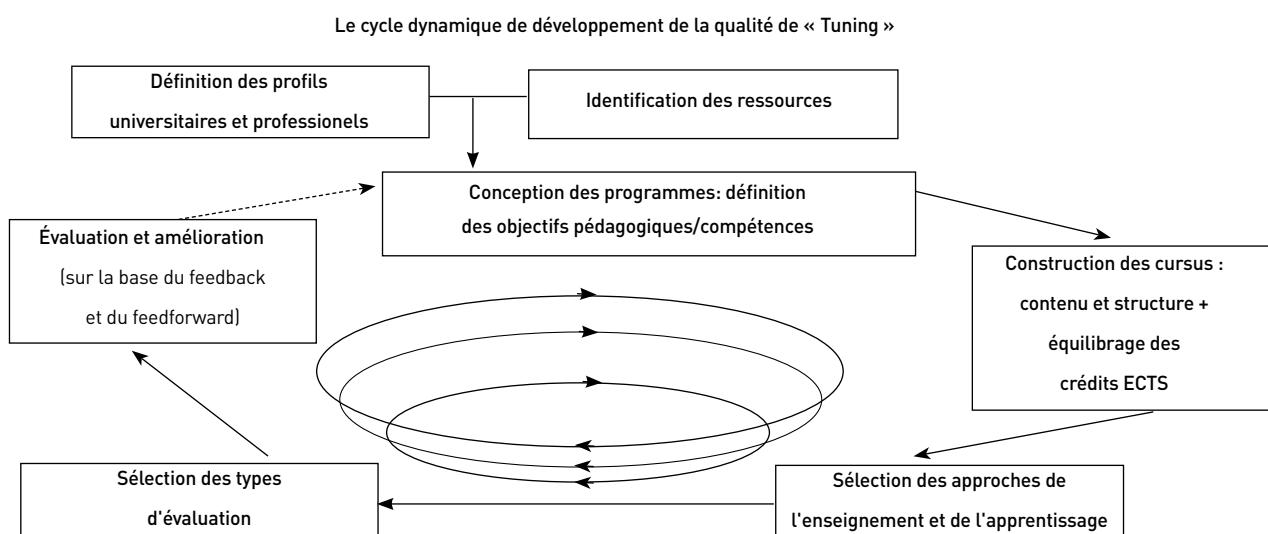 Le cycle dynamique de développement de la qualité de « Tuning »
Définition des profils
universitaires et professionels
Identification des ressources
Conception des programmes: définition
des objectifs pédagogiques/compétences
Évaluation et amélioration
(sur la base du feedback
et du feedforward)
Construction des cursus :
contenu et structure +
équilibrage des
crédits ECTS
Sélection des types
d'évaluation
Sélection des approches de
l'enseignement et de l'apprentissage